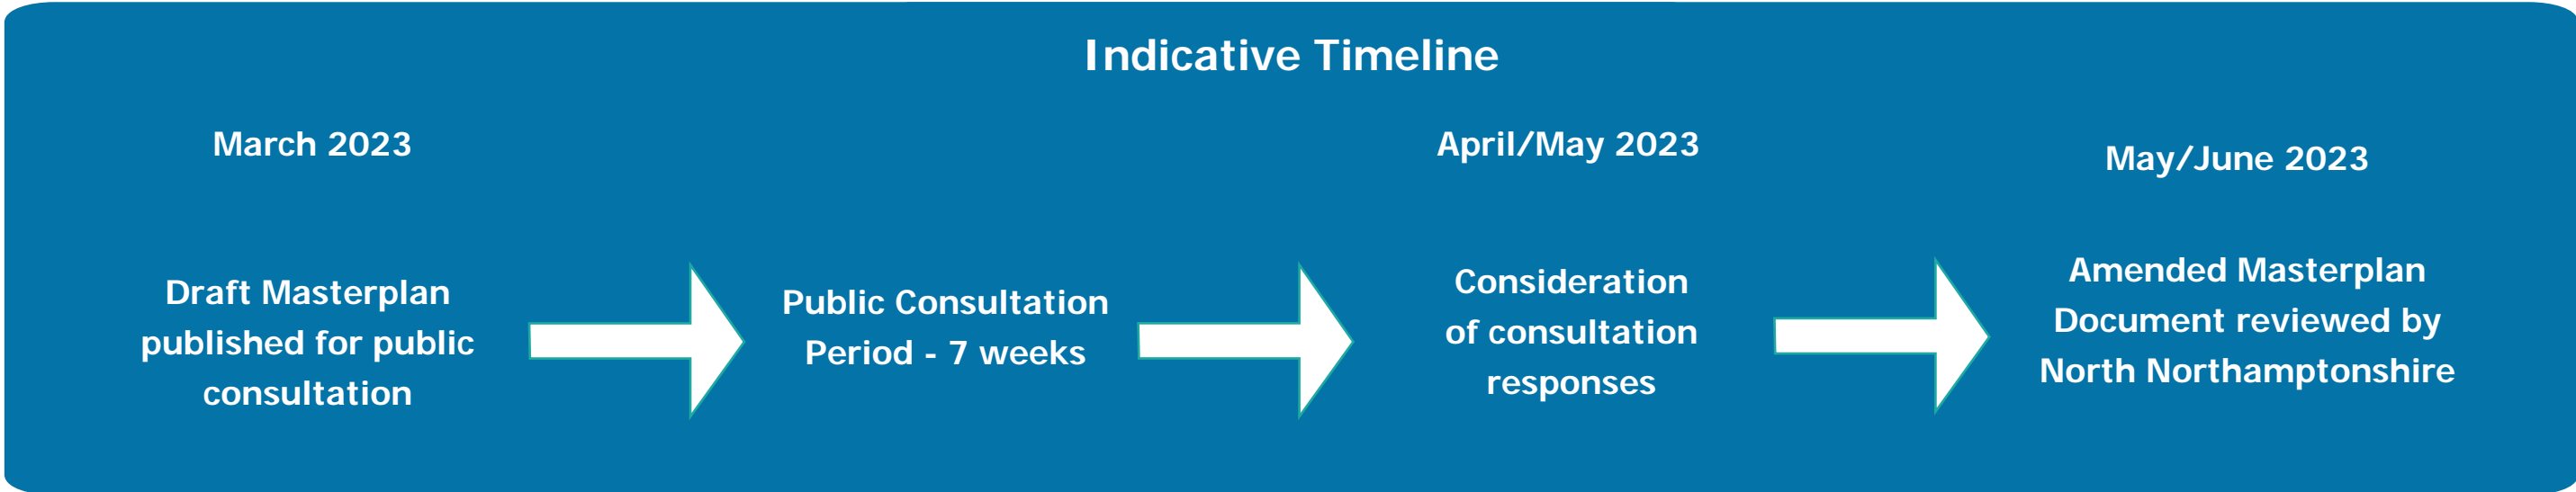 Indicative Timeline
March 2023
Draft Masterplan
published for public
consultation
Public Consultation
Period - 7 weeks
April/May 2023
Consideration
of consultation
responses
May/June 2023
Amended Masterplan
Document reviewed by
North Northamptonshire